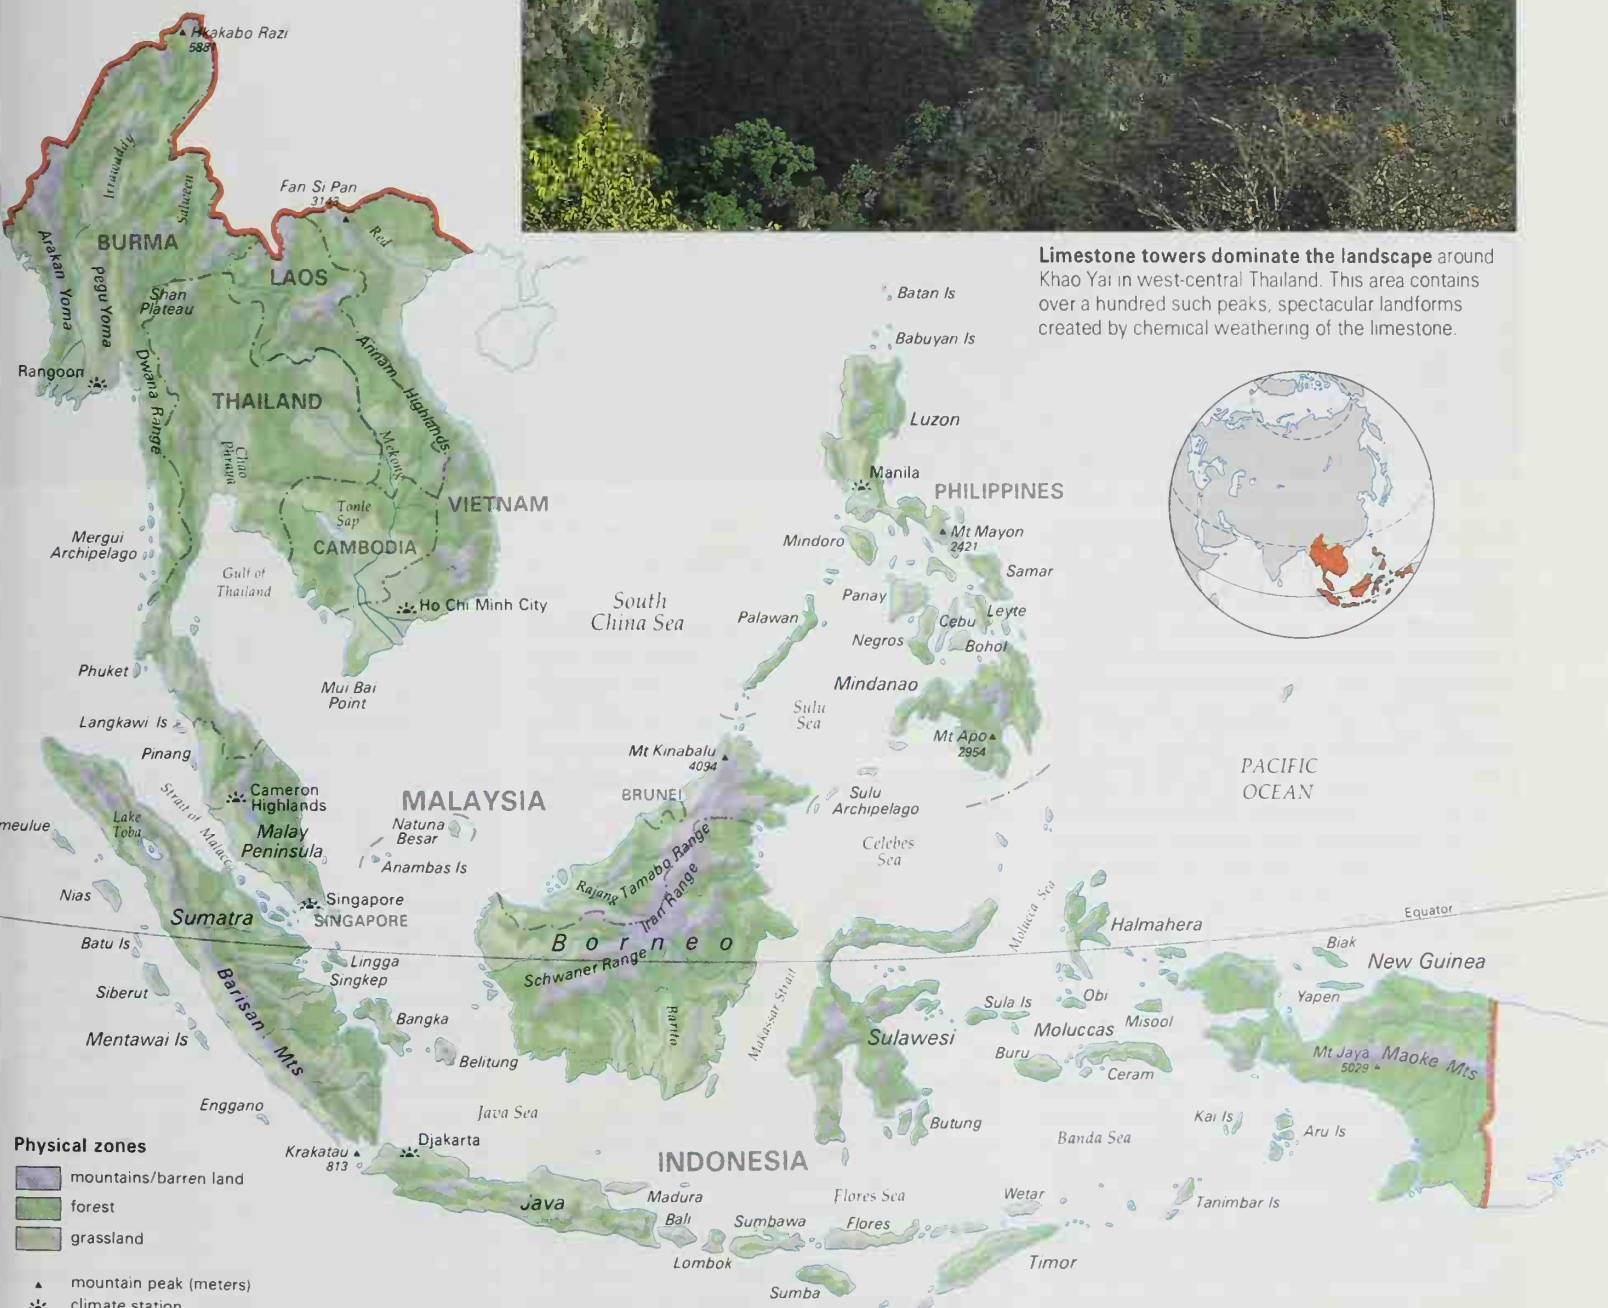 Hkakabo Razi
5881
Fan Si Pan
3143
Irrawaddy
Salween
Red
BURMA
LAOS
Arakan Yoma
Pegu Yoma
Shan
Plateau
Annam Highlands
Rangoon
Dwana Range
THAILAND
Chao
Phraya
Mekong
VIETNAM
Tonle
Sap
CAMBODIA
Mergui
Archipelago
Gulf of
Thailand
Ho Chi Minh City
South
China Sea
Phuket
Mui Bai
Point
Langkawi Is
Pinang
Cameron
Highlands
Strait of Malacca
Malay
Peninsula
MALAYSIA
Natuna
Besar
Anambas Is
Lake
Toba
meulue
Nias
Singapore
SINGAPORE
Sumatra
Batu Is
Lingga
Singkep
Siberut
Barisan Mts
Bangka
Mentawai Is
Belitung
Enggano
Java Sea
Krakatau
813
Djakarta
Java
INDONESIA
Madura
Bali
Lombok
Sumbawa
Sumba
Flores Sea
Flores
Wetar
Timor
Tanimbar Is
Limestone towers dominate the landscape around
Khao Yai in west-central Thailand. This area contains
over a hundred such peaks, spectacular landforms
created by chemical weathering of the limestone.
Batan Is
Babuyan Is
Luzon
Manila
PHILIPPINES
Mt Mayon
2421
Mindoro
Samar
Panay
Leyte
Cebu
Palawan
Negros
Bohol
Mindanao
Sulu
Sea
Mt Apo
2954
Mt Kinabalu
4094
BRUNEI
Sulu
Archipelago
Celebes
Sea
PACIFIC
OCEAN
Rajang
Tamabo Range
Iran Range
Borneo
Schwaner Range
Barito
Makassar Strait
Molucca Sea
Halmahera
Equator
Biak
New Guinea
Yapen
Sula Is
Obi
Sulawesi
Moluccas
Misool
Buru
Ceram
Mt Jaya
5029
Maoke Mts
Kai Is
Aru Is
Butung
Banda Sea
Physical zones
mountains/barren land
forest
grassland
mountain peak (meters)
climate station